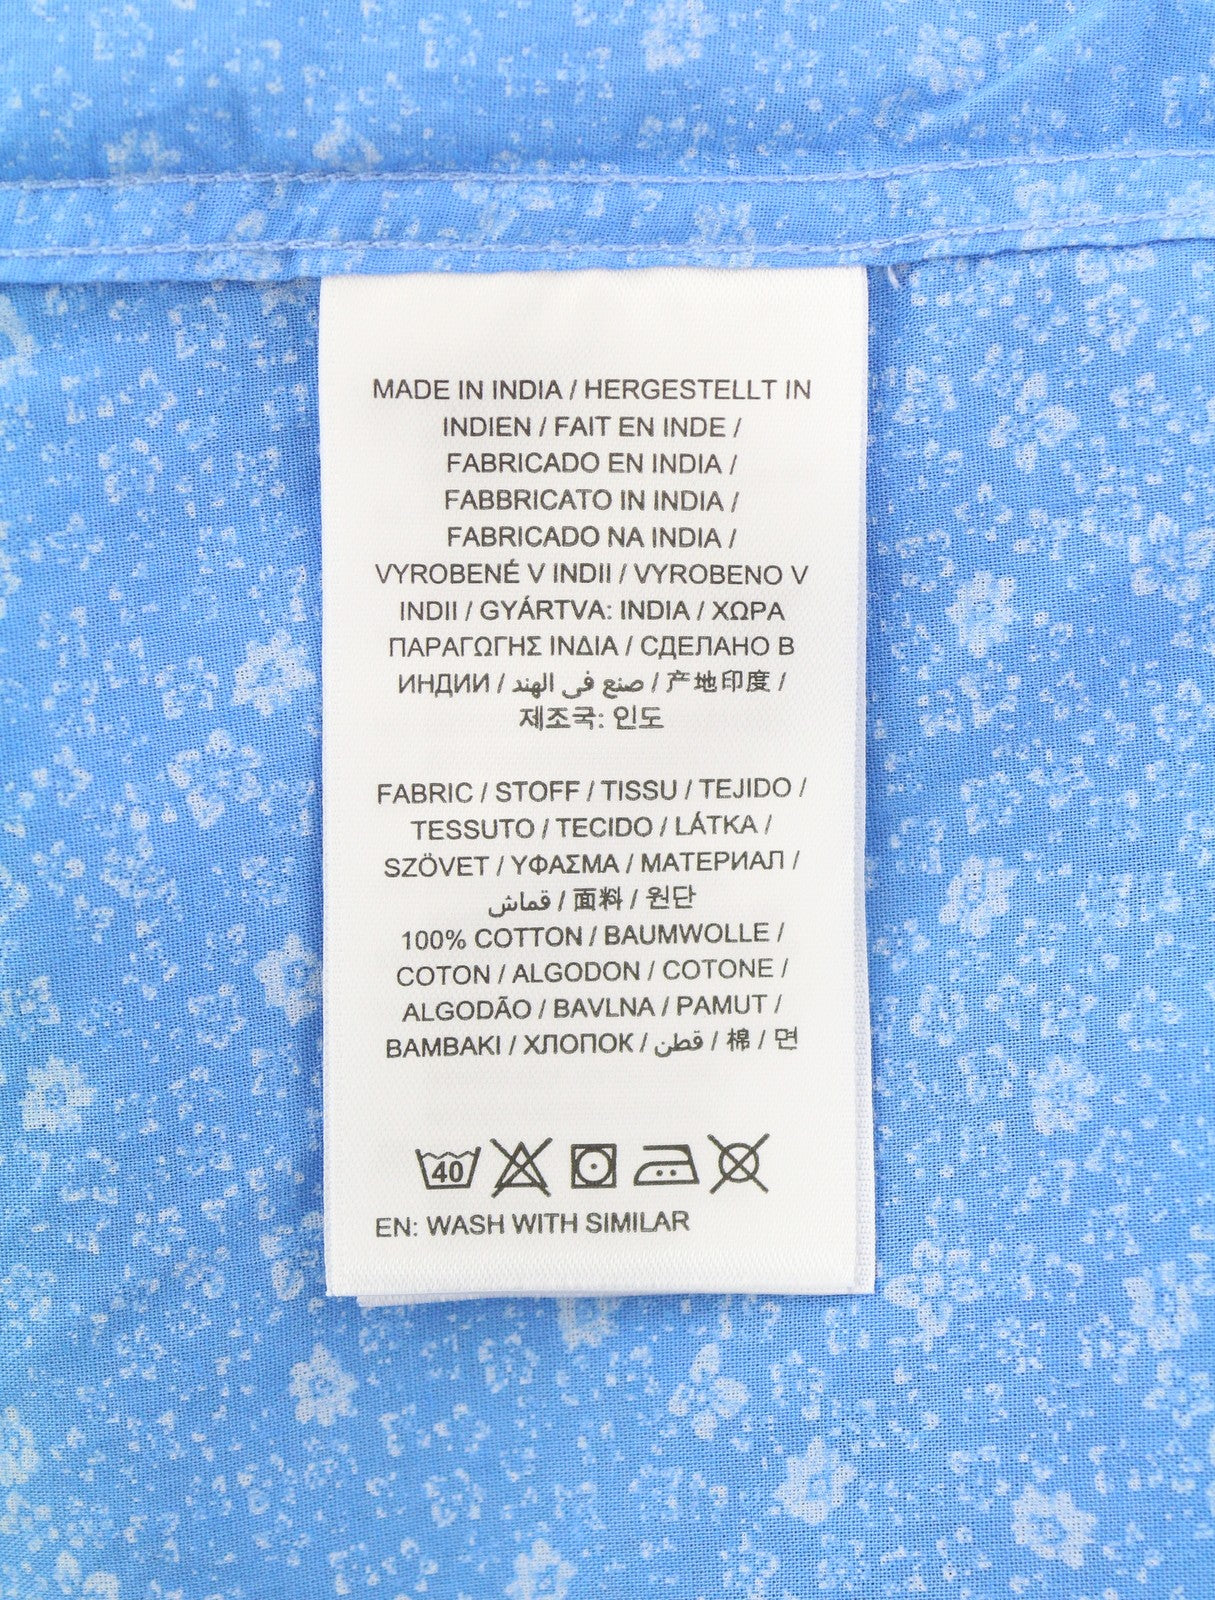 MADE IN INDIA / HERGESTELLT IN
INDIEN / FAIT EN INDE /
FABRICADO EN INDIA /
FABBRICATO IN INDIA /
FABRICADO NA INDIA /
VYROBENÉ V INDII / VYROBENO V
INDII / GYÁRTVA: INDIA / ΧΩΡΑ
ΠΑΡΑΓΩΓΗΣ ΙΝΔΙΑ / СДЕЛАНО В
ИНДИИ / صنع في الهند / 产地印度 /
제조국: 인도
FABRIC / STOFF / TISSU / TEJIDO /
TESSUTO / TECIDO / LÁTKA /
SZÖVET / ΥΦΑΣΜΑ / МАТЕРИАЛ /
قماش / 面料 / 원단
100% COTTON / BAUMWOLLE /
COTON / ALGODON / COTONE /
ALGODÃO / BAVLNA / PAMUT /
ΒΑΜΒΑΚΙ / ХЛОПОК / قطن / 棉 / 면
40
EN: WASH WITH SIMILAR